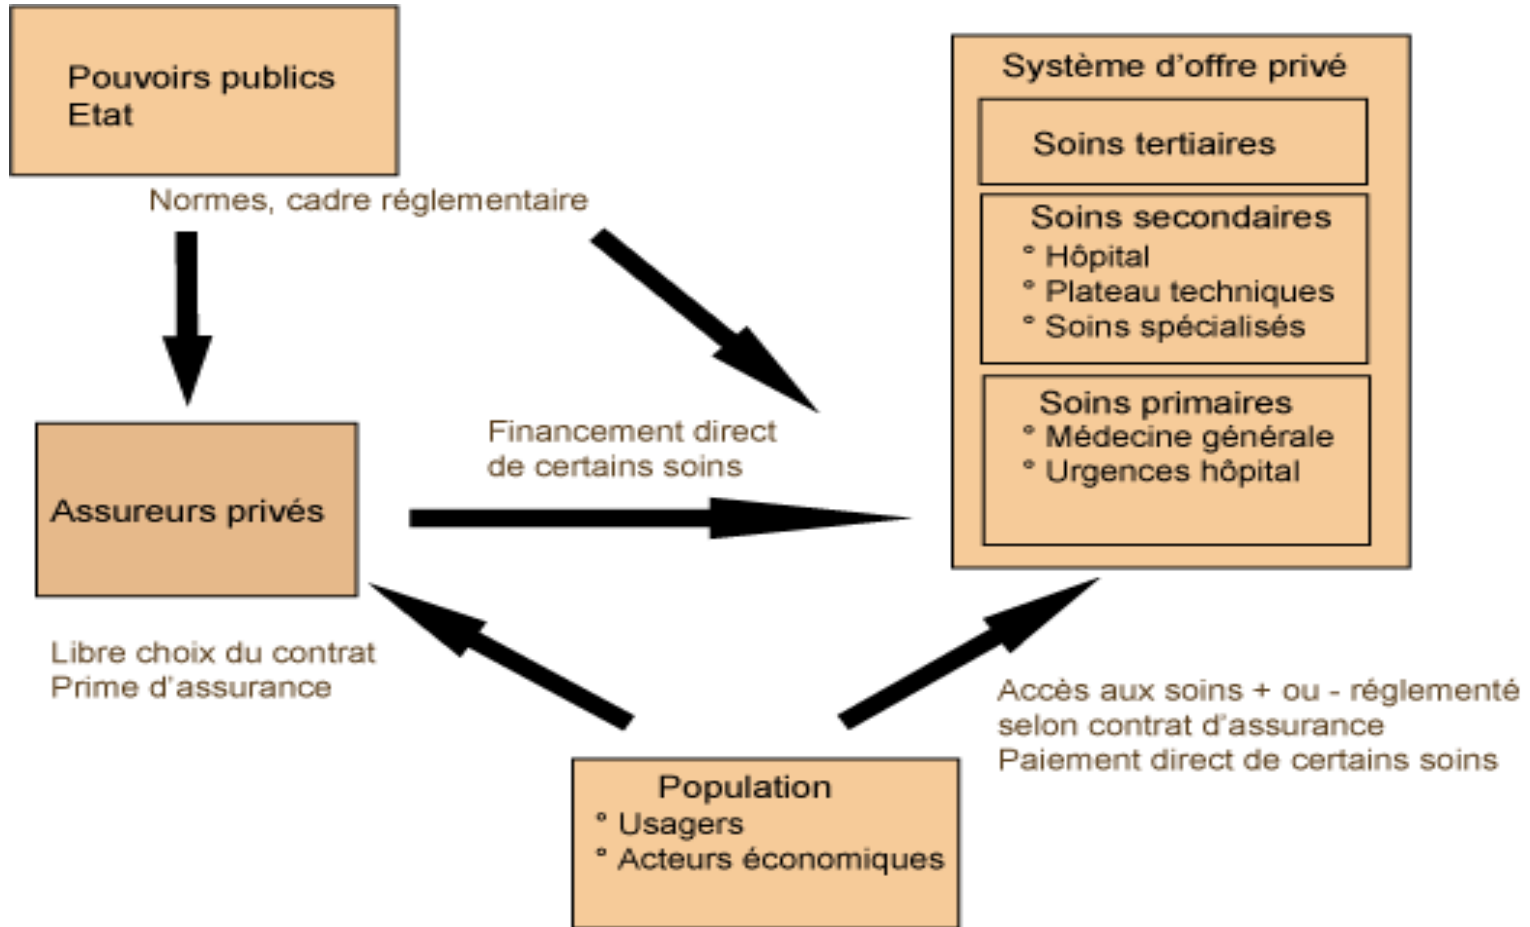 Pouvoirs publics
Etat
Normes, cadre réglementaire
Système d'offre privé
Soins tertiaires
Soins secondaires
° Hôpital
° Plateau techniques
° Soins spécialisés
Soins primaires
° Médecine générale
° Urgences hôpital
Financement direct
de certains soins
Assureurs privés
Libre choix du contrat
Prime d'assurance
Accès aux soins + ou - réglementé
selon contrat d'assurance
Paiement direct de certains soins
Population
° Usagers
° Acteurs économiques